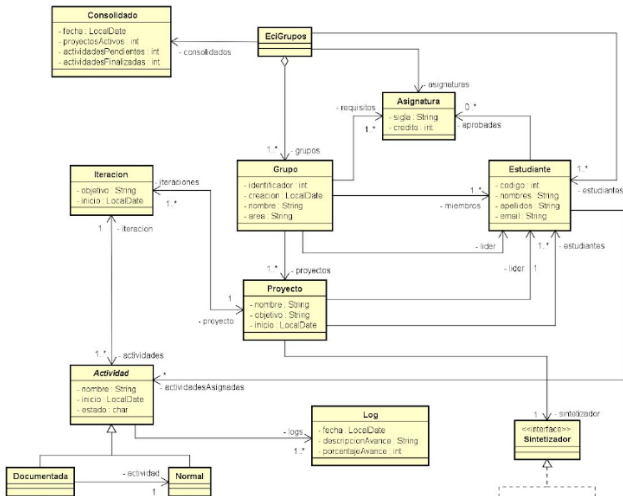 Consolidado
- fecha : LocalDate
- proyectosActivos : int
- actividadesPendientes : int
- actividadesFinalizadas : int
EciGrupos
- consolidados
- asignaturas
- requisitos
1..*
Asignatura
- sigla : String
- credito : int
0..*
- aprobadas
1..*
- grupos
Grupo
- identificador : int
- creacion : LocalDate
- nombre : String
- area : String
Estudiante
- codigo : int
- nombres : String
- apelidos : String
- email : String
1..*
- estudiantes
1..*
- miembros
Iteracion
- objetivo : String
- inicio : LocalDate
- iteraciones
1..*
1
- iteracion
- lider
1..*
- estudiantes
1..*
- proyectos
- lider
1
Proyecto
- nombre : String
- objetivo : String
- inicio : LocalDate
1
- proyecto
1..*
- actividades
Actividad
- nombre : String
- inicio : LocalDate
- estado : char
*
- actividadesAsignadas
Log
- fecha : LocalDate
- descripcionAvance : String
- porcentajeAvance : int
- logs
1..*
1
- sintetizador
<<interface>>
Sintetizador
Documentada
- actividad
1
Normal